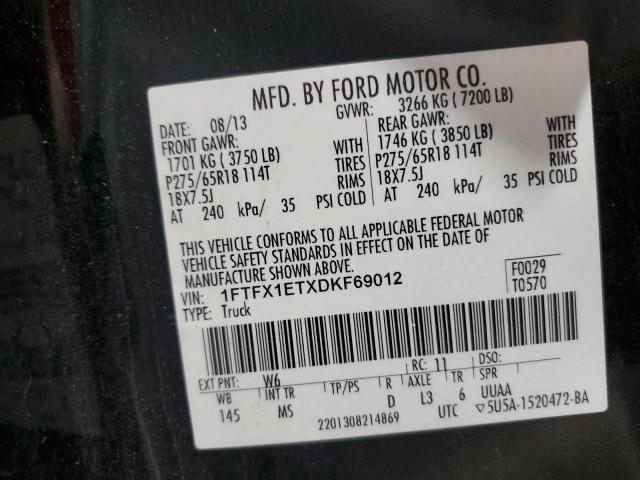 MFD. BY FORD MOTOR CO.
DATE: 08/13 GVWR: 3266 KG ( 7200 LB)
FRONT GAWR: REAR GAWR:
1701 KG ( 3750 LB) WITH 1746 KG ( 3850 LB) WITH
P275/65R18 114T TIRES P275/65R18 114T TIRES
18X7.5J RIMS 18X7.5J RIMS
AT 240 kPa/ 35 PSI COLD AT 240 kPa/ 35 PSI COLD
THIS VEHICLE CONFORMS TO ALL APPLICABLE FEDERAL MOTOR
VEHICLE SAFETY STANDARDS IN EFFECT ON THE DATE OF
MANUFACTURE SHOWN ABOVE.
VIN: 1FTFX1ETXDKF69012 F0029
TYPE: Truck T0570
EXT PNT: W6 RC: 11 DSO:
WB INT TR TP/PS R AXLE TR SPR
145 MS D L3 6 UUAA
2201308214869 UTC ▽5U5A-1520472-BA